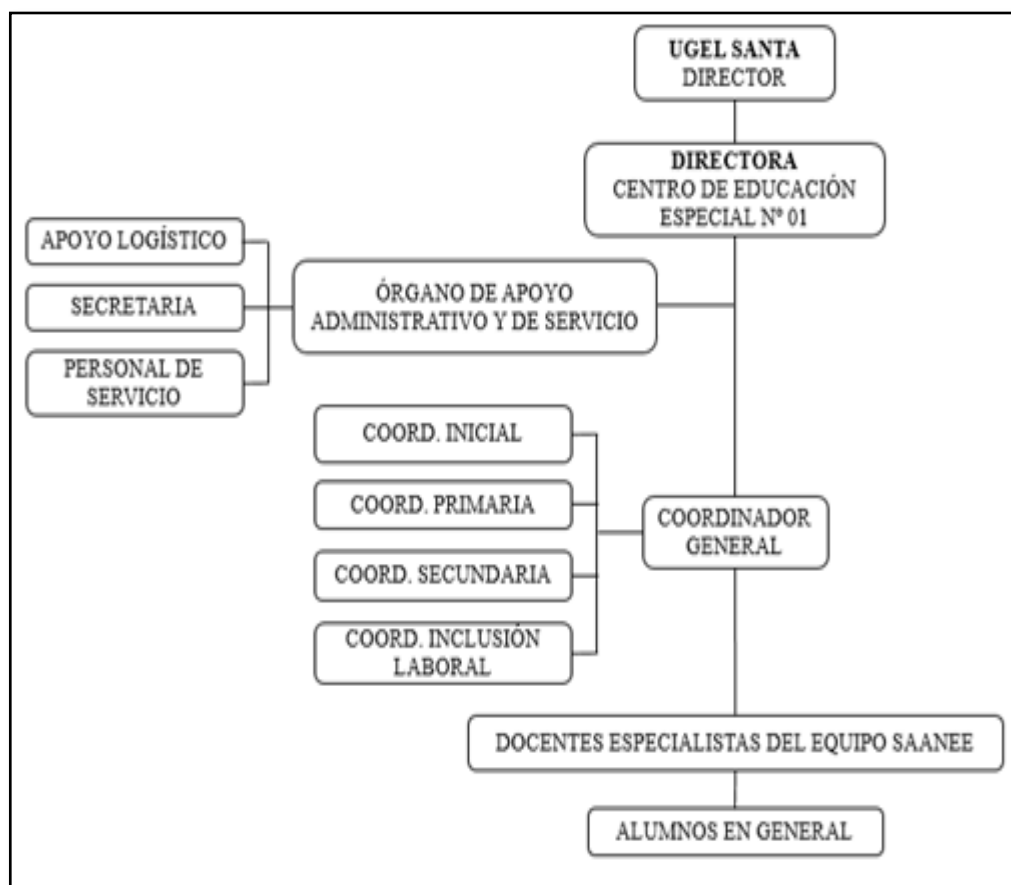 UGEL SANTA
DIRECTOR
DIRECTORA
CENTRO DE EDUCACIÓN
ESPECIAL Nº 01
APOYO LOGÍSTICO
SECRETARIA
PERSONAL DE
SERVICIO
ÓRGANO DE APOYO
ADMINISTRATIVO Y DE SERVICIO
COORD. INICIAL
COORD. PRIMARIA
COORD. SECUNDARIA
COORD. INCLUSIÓN
LABORAL
COORDINADOR
GENERAL
DOCENTES ESPECIALISTAS DEL EQUIPO SAANEE
ALUMNOS EN GENERAL